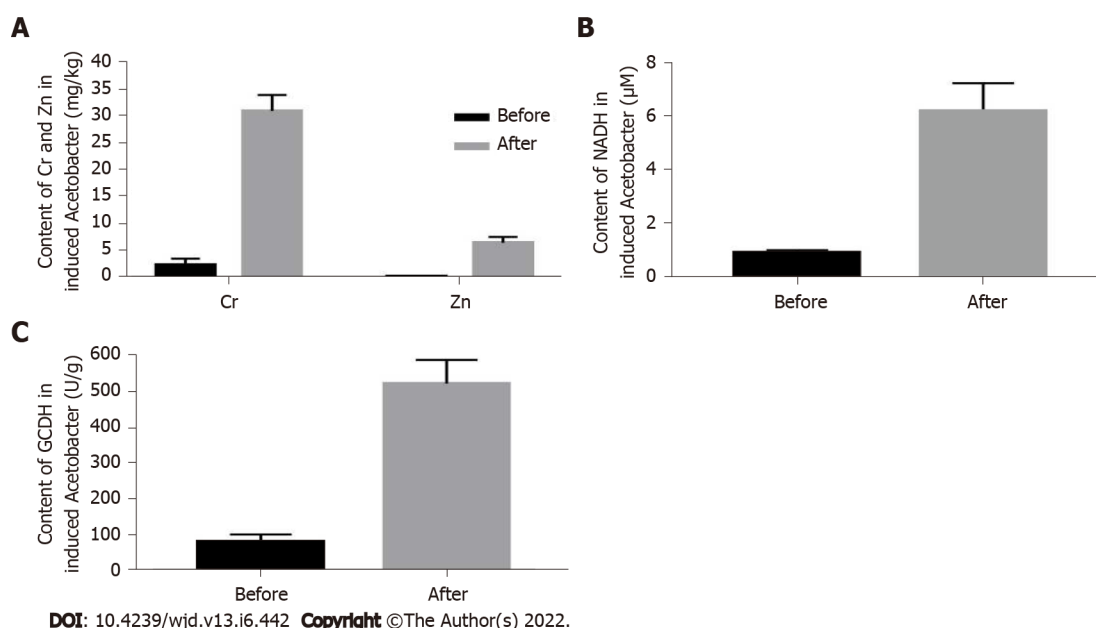 A
Content of Cr and Zn in
induced Acetobacter (mg/kg)
40
35
30
25
20
15
10
5
0
Cr
Zn
Before
After
B
Content of NADH in
induced Acetobacter (µM)
8
6
4
2
0
Before
After
C
Content of GCDH in
induced Acetobacter (U/g)
600
500
400
300
200
100
0
Before
After
DOI: 10.4239/wjd.v13.i6.442 Copyright ©The Author(s) 2022.